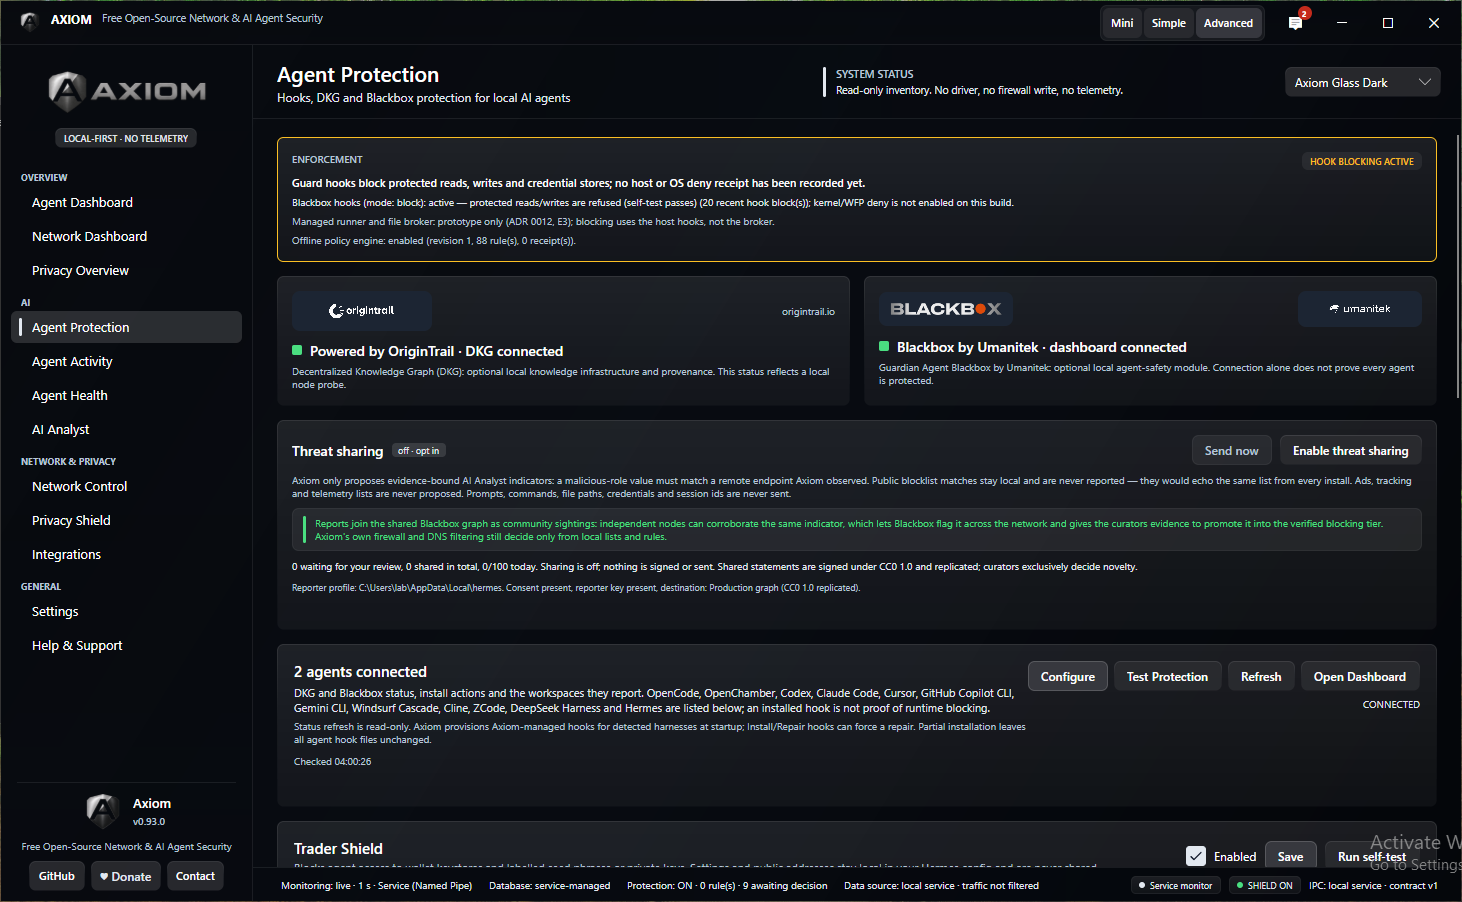 AXIOM Free Open-Source Network & AI Agent Security
Mini Simple Advanced
2
AXIOM
LOCAL-FIRST · NO TELEMETRY
OVERVIEW
Agent Dashboard
Network Dashboard
Privacy Overview
AI
Agent Protection
Agent Activity
Agent Health
AI Analyst
NETWORK & PRIVACY
Network Control
Privacy Shield
Integrations
GENERAL
Settings
Help & Support
Axiom
v0.93.0
Free Open-Source Network & AI Agent Security
GitHub ♥ Donate Contact
Agent Protection
Hooks, DKG and Blackbox protection for local AI agents
SYSTEM STATUS
Read-only inventory. No driver, no firewall write, no telemetry.
Axiom Glass Dark
ENFORCEMENT
HOOK BLOCKING ACTIVE
Guard hooks block protected reads, writes and credential stores; no host or OS deny receipt has been recorded yet.
Blackbox hooks (mode: block): active — protected reads/writes are refused (self-test passes) (20 recent hook block(s)); kernel/WFP deny is not enabled on this build.
Managed runner and file broker: prototype only (ADR 0012, E3); blocking uses the host hooks, not the broker.
Offline policy engine: enabled (revision 1, 88 rule(s), 0 receipt(s)).
origintrail
origintrail.io
Powered by OriginTrail · DKG connected
Decentralized Knowledge Graph (DKG): optional local knowledge infrastructure and provenance. This status reflects a local
node probe.
BLACKBOX
umanitek
Blackbox by Umanitek · dashboard connected
Guardian Agent Blackbox by Umanitek: optional local agent-safety module. Connection alone does not prove every agent
is protected.
Threat sharing off · opt in
Send now Enable threat sharing
Axiom only proposes evidence-bound AI Analyst indicators: a malicious-role value must match a remote endpoint Axiom observed. Public blocklist matches stay local and are never reported — they would echo the same list from every install. Ads, tracking
and telemetry lists are never proposed. Prompts, commands, file paths, credentials and session ids are never sent.
Reports join the shared Blackbox graph as community sightings: independent nodes can corroborate the same indicator, which lets Blackbox flag it across the network and gives the curators evidence to promote it into the verified blocking tier.
Axiom's own firewall and DNS filtering still decide only from local lists and rules.
0 waiting for your review, 0 shared in total, 0/100 today. Sharing is off; nothing is signed or sent. Shared statements are signed under CC0 1.0 and replicated; curators exclusively decide novelty.
Reporter profile: C:\Users\lab\AppData\Local\hermes. Consent present, reporter key present, destination: Production graph (CC0 1.0 replicated).
2 agents connected
Configure Test Protection Refresh Open Dashboard
CONNECTED
DKG and Blackbox status, install actions and the workspaces they report. OpenCode, OpenChamber, Codex, Claude Code, Cursor, GitHub Copilot CLI,
Gemini CLI, Windsurf Cascade, Cline, ZCode, DeepSeek Harness and Hermes are listed below; an installed hook is not proof of runtime blocking.
Status refresh is read-only. Axiom provisions Axiom-managed hooks for detected harnesses at startup; Install/Repair hooks can force a repair. Partial installation leaves
all agent hook files unchanged.
Checked 04:00:26
Trader Shield
Enabled Save Run self-test
Activate W
Go to Settings
Monitoring: live · 1 s · Service (Named Pipe) Database: service-managed Protection: ON · 0 rule(s) · 9 awaiting decision Data source: local service · traffic not filtered
Service monitor SHIELD ON IPC: local service · contract v1